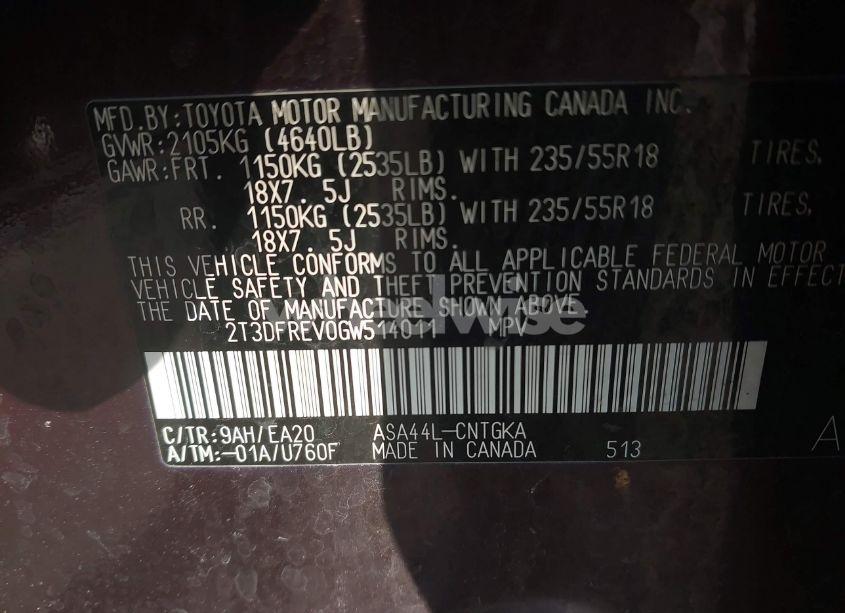 MFD.BY:TOYOTA MOTOR MANUFACTURING CANADA INC.
GVWR:2105KG (4640LB)
GAWR:FRT. 1150KG (2535LB) WITH 235/55R18 TIRES,
18X7.5J RIMS.
RR. 1150KG (2535LB) WITH 235/55R18 TIRES,
18X7.5J RIMS.
THIS VEHICLE CONFORMS TO ALL APPLICABLE FEDERAL MOTOR
VEHICLE SAFETY AND THEFT PREVENTION STANDARDS IN EFFECT
THE DATE OF MANUFACTURE SHOWN ABOVE.
2T3DFREV0GW514011 MPV
C/TR:9AH/EA20 ASA44L-CNTGKA
A/TM:-01A/U760F MADE IN CANADA 513 A